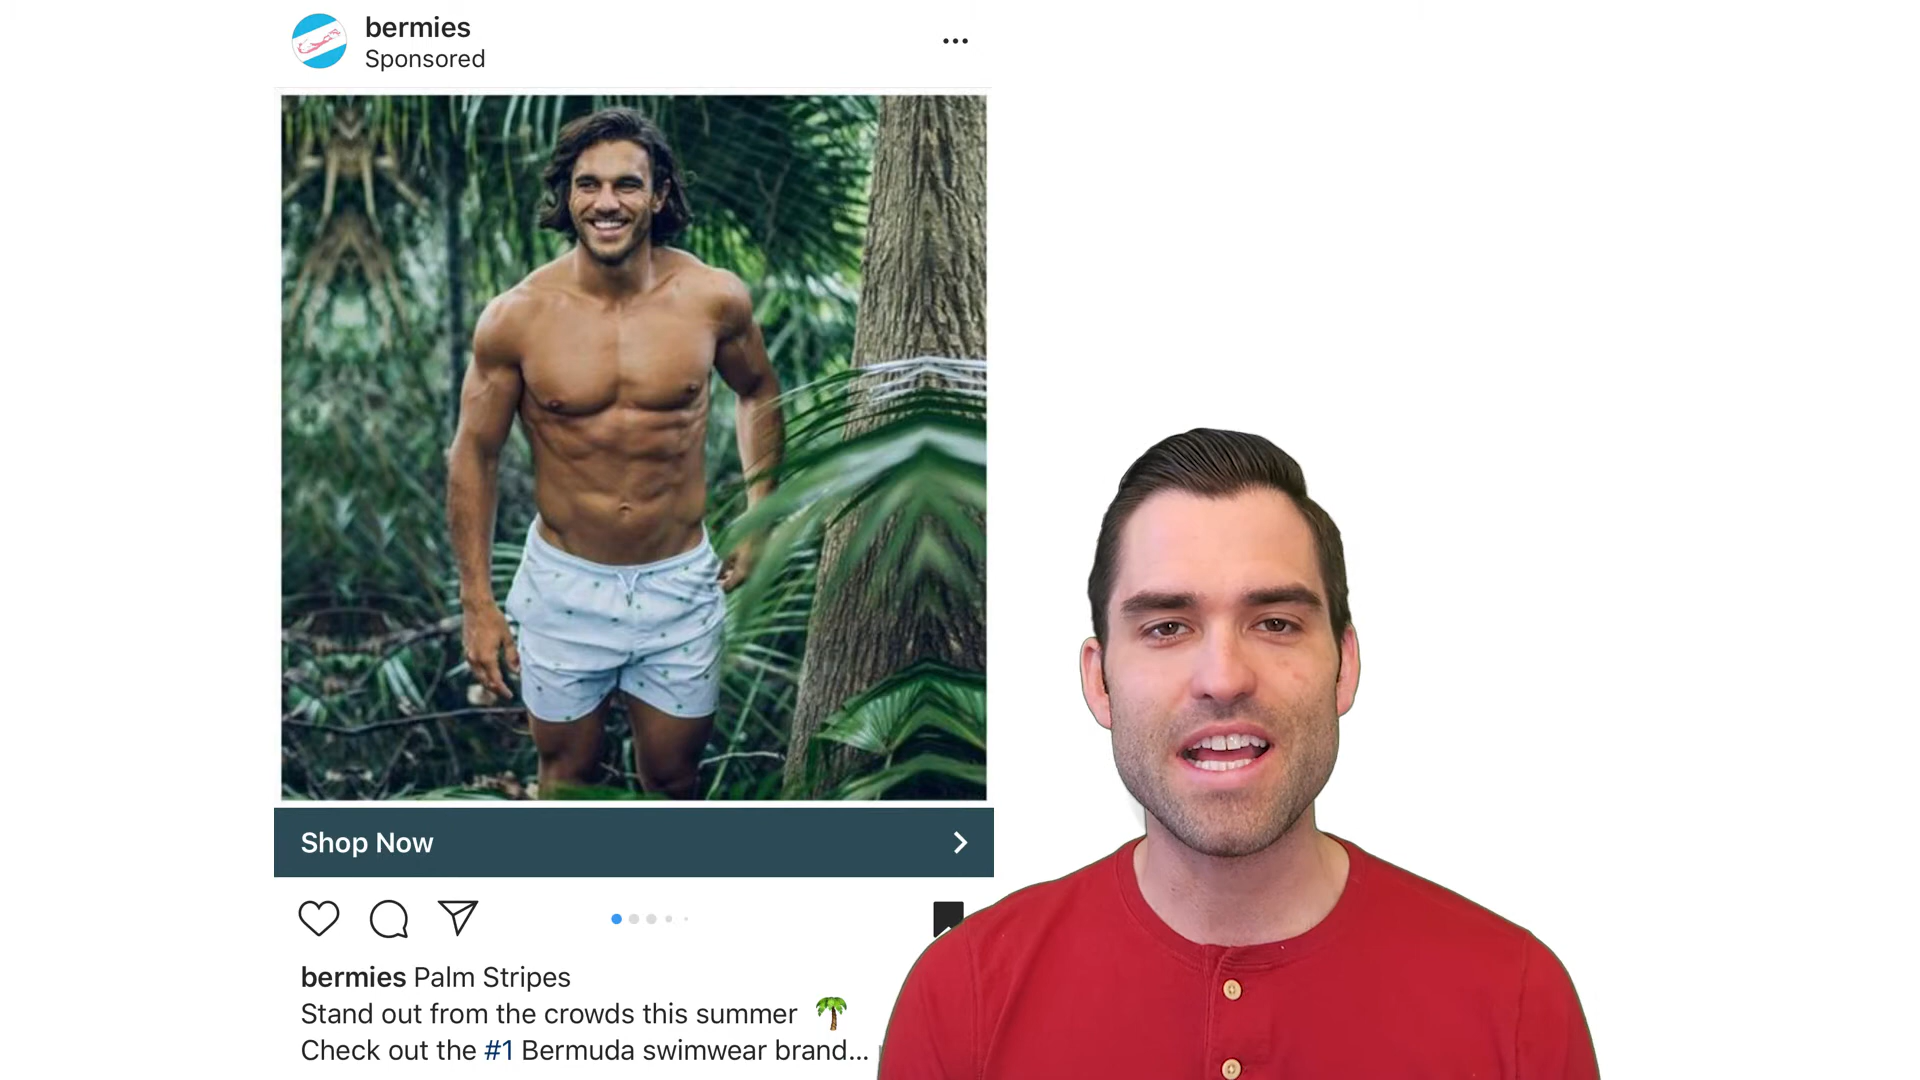 bermies
Sponsored
Shop Now
bermies Palm Stripes
Stand out from the crowds this summer 🌴
Check out the #1 Bermuda swimwear brand...